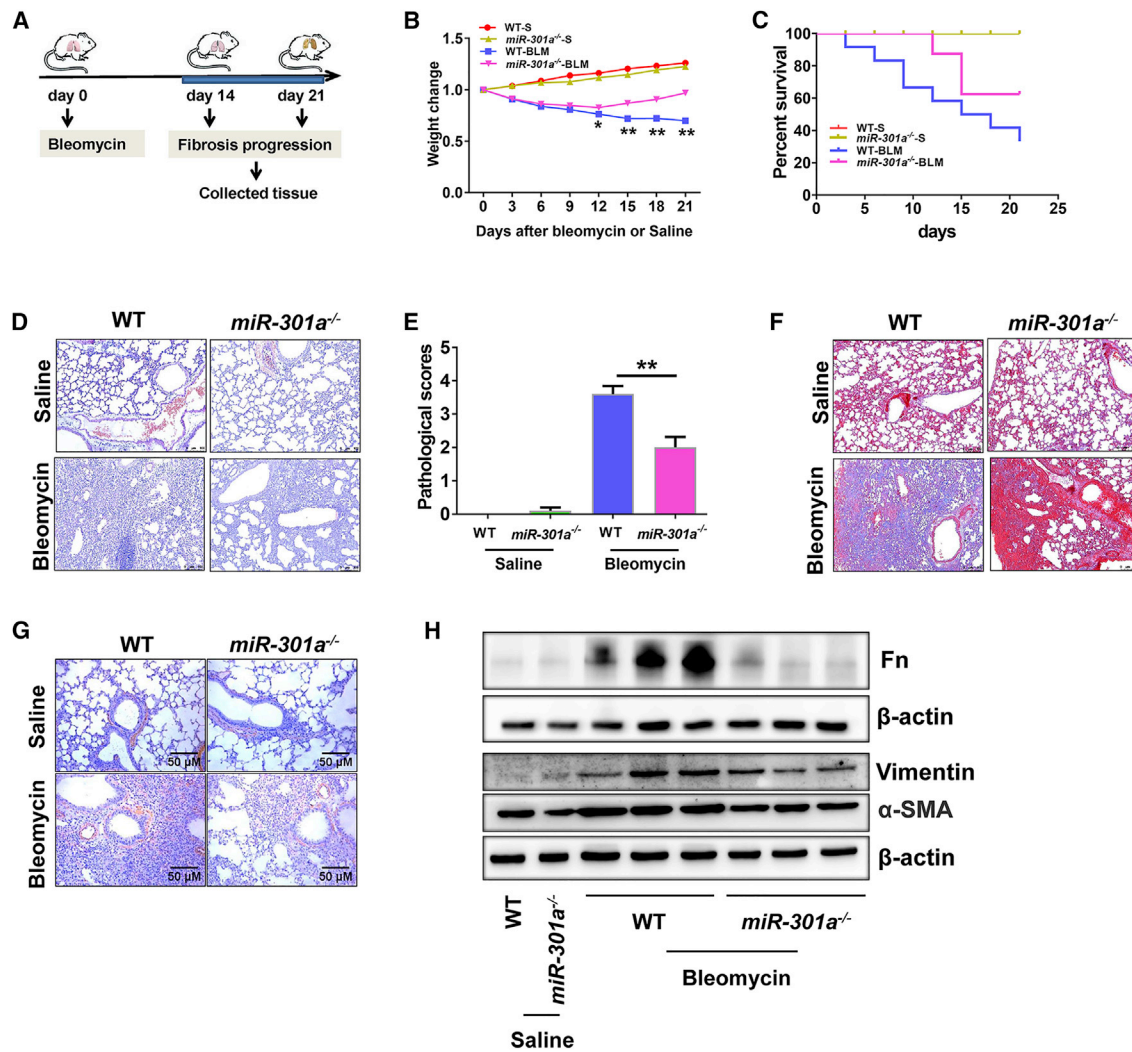 A
day 0
day 14
day 21
Bleomycin
Fibrosis progression
Collected tissue
B
WT-S
miR-301a-/--S
WT-BLM
miR-301a-/--BLM
Weight change
1.5
1.0
0.5
0.0
*
**
**
**
0 3 6 9 12 15 18 21
Days after bleomycin or Saline
C
Percent survival
100
80
60
40
20
0
WT-S
miR-301a-/--S
WT-BLM
miR-301a-/--BLM
0 5 10 15 20 25
days
D
WT
miR-301a-/-
Saline
Bleomycin
E
Pathological scores
5
4
3
2
1
0
**
WT
miR-301a-/-
WT
miR-301a-/-
Saline
Bleomycin
F
WT
miR-301a-/-
Saline
Bleomycin
G
WT
miR-301a-/-
Saline
Bleomycin
50 μM
50 μM
50 μM
50 μM
H
Fn
β-actin
Vimentin
α-SMA
β-actin
WT
miR-301a-/-
WT
miR-301a-/-
Saline
Bleomycin